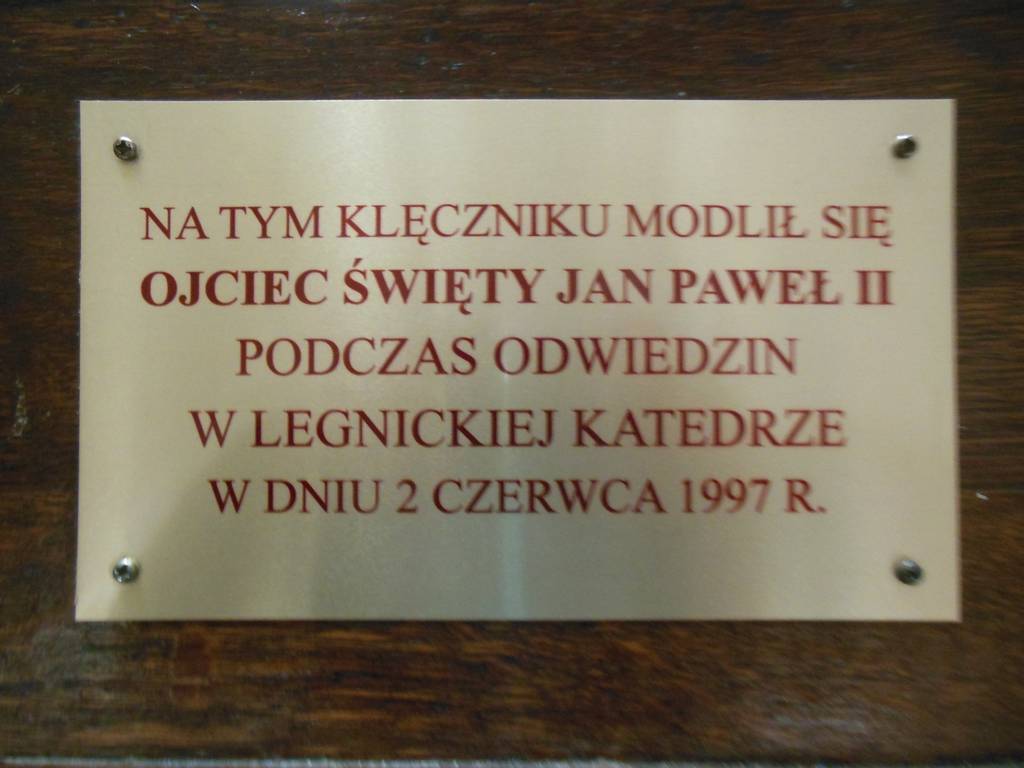 NA TYM KLĘCZNIKU MODLIŁ SIĘ
OJCIEC ŚWIĘTY JAN PAWEŁ II
PODCZAS ODWIEDZIN
W LEGNICKIEJ KATEDRZE
W DNIU 2 CZERWCA 1997 R.